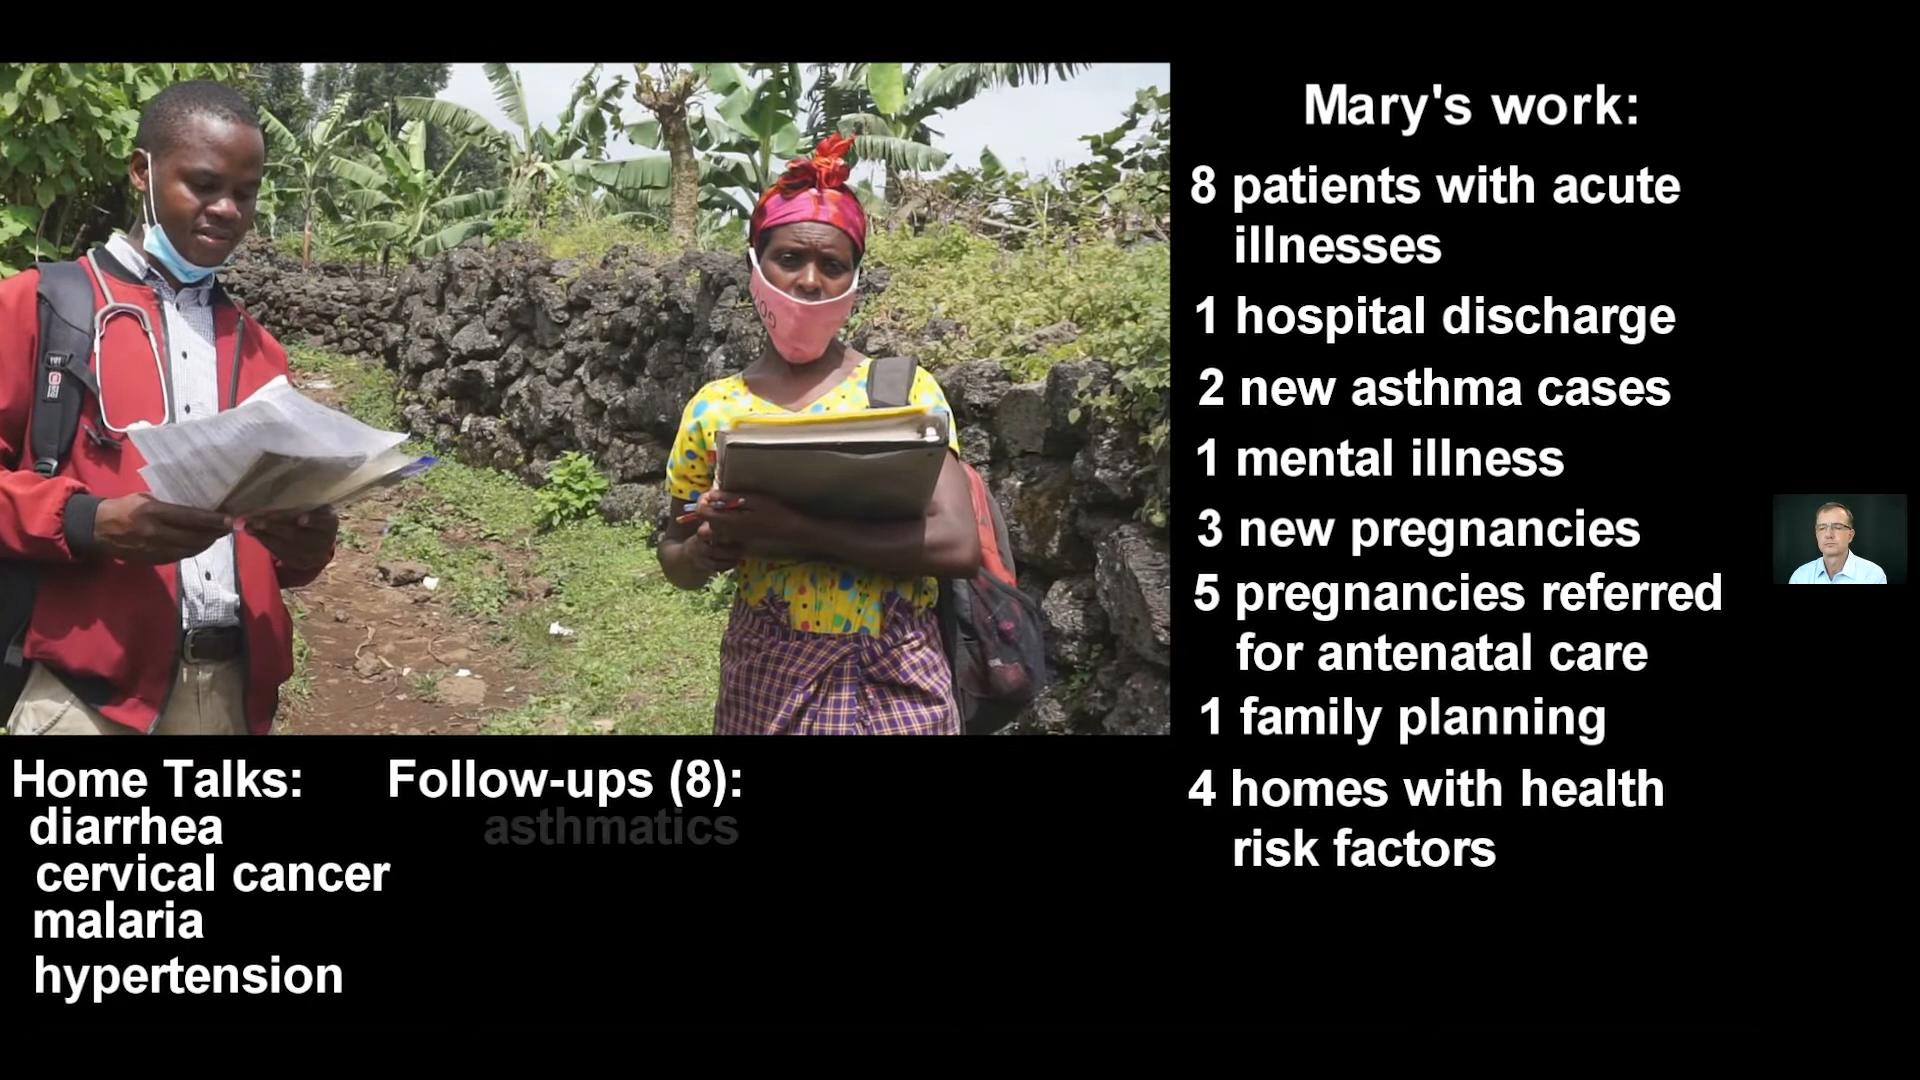 Mary's work:
8 patients with acute
illnesses
1 hospital discharge
2 new asthma cases
1 mental illness
3 new pregnancies
5 pregnancies referred
for antenatal care
1 family planning
4 homes with health
risk factors
Home Talks:
diarrhea
cervical cancer
malaria
hypertension
Follow-ups (8):
asthmatics